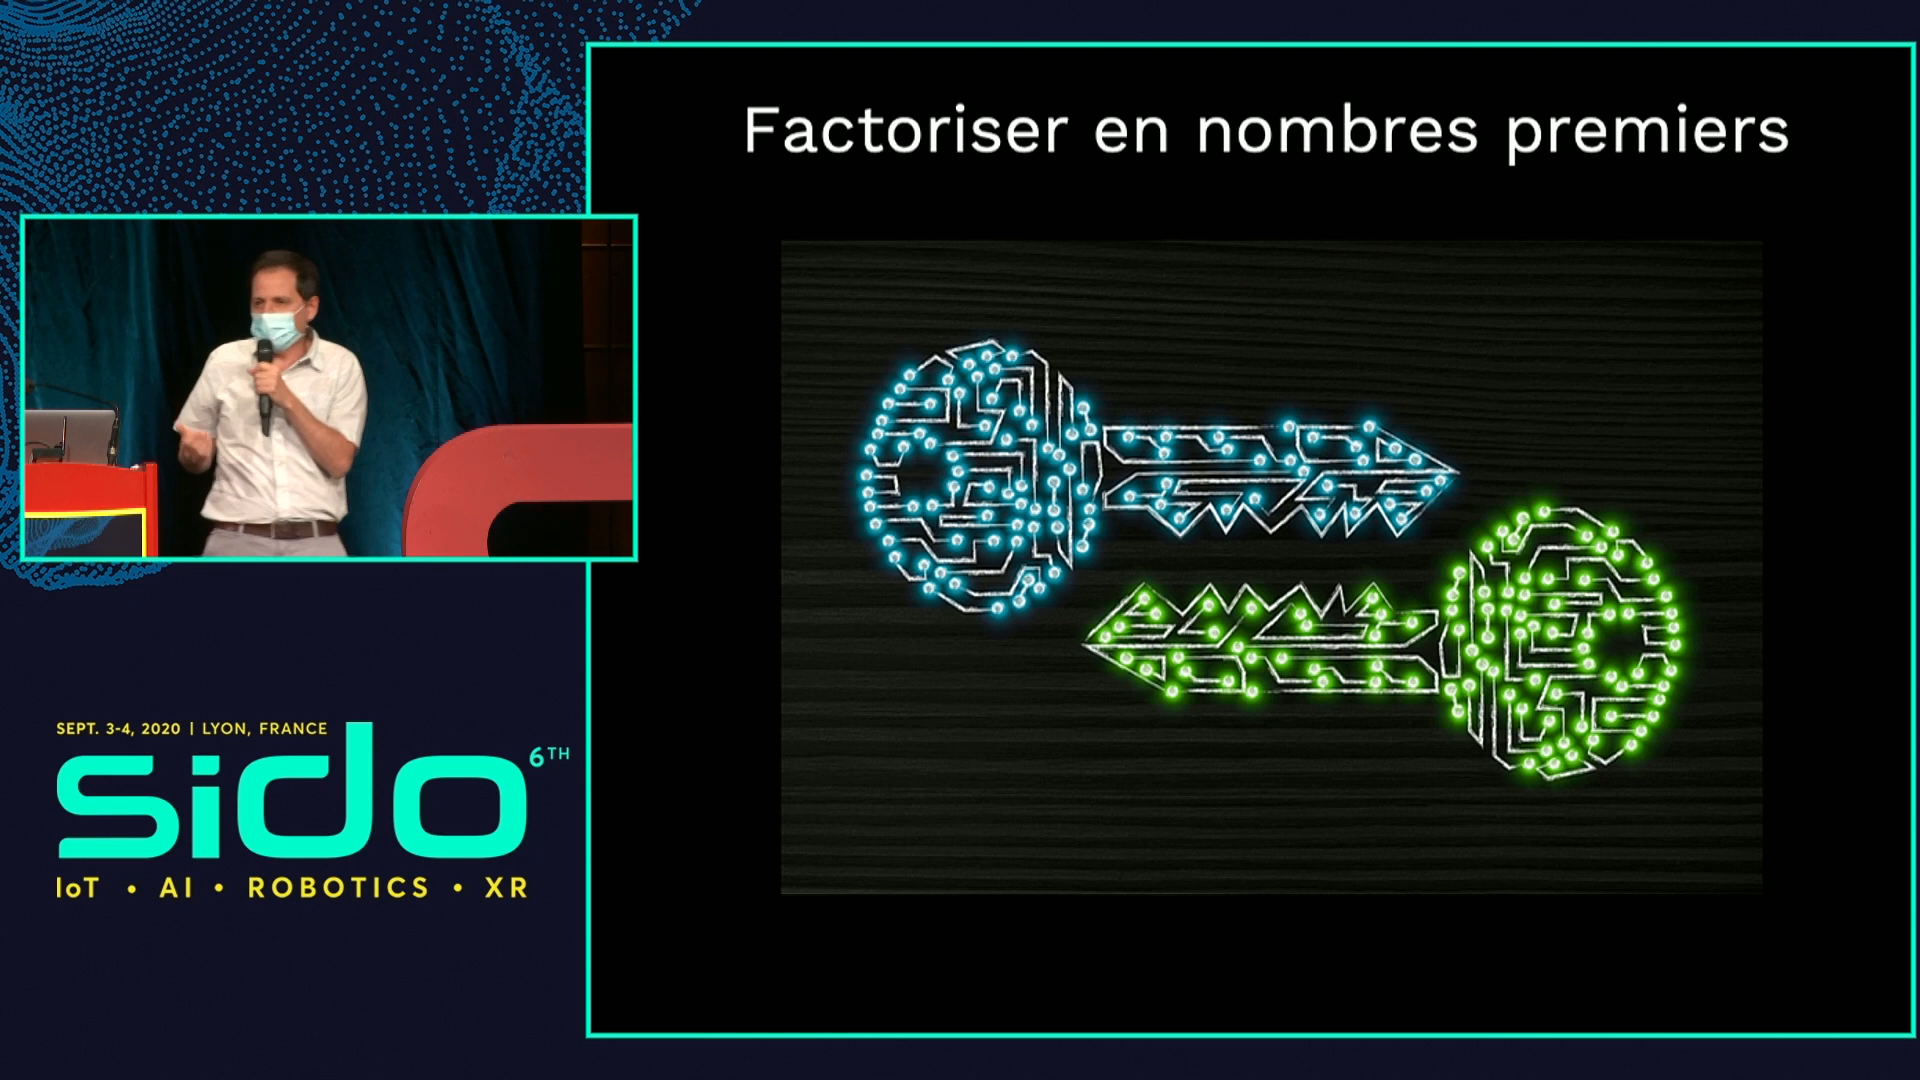 Factoriser en nombres premiers
SEPT. 3-4, 2020 | LYON, FRANCE
sido 6TH
IoT • AI • ROBOTICS • XR